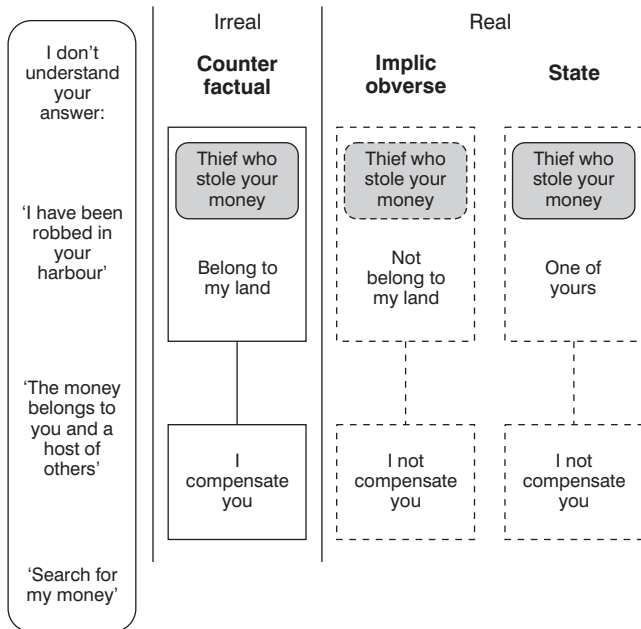 I don't
understand
your
answer:
'I have been
robbed in
your
harbour'
'The money
belongs to
you and a
host of
others'
'Search for
my money'
Irreal
Counter
factual
Thief who
stole your
money
Belong to
my land
I
compensate
you
Real
Implic
obverse
Thief who
stole your
money
Not
belong to
my land
I not
compensate
you
State
Thief who
stole your
money
One of
yours
I not
compensate
you